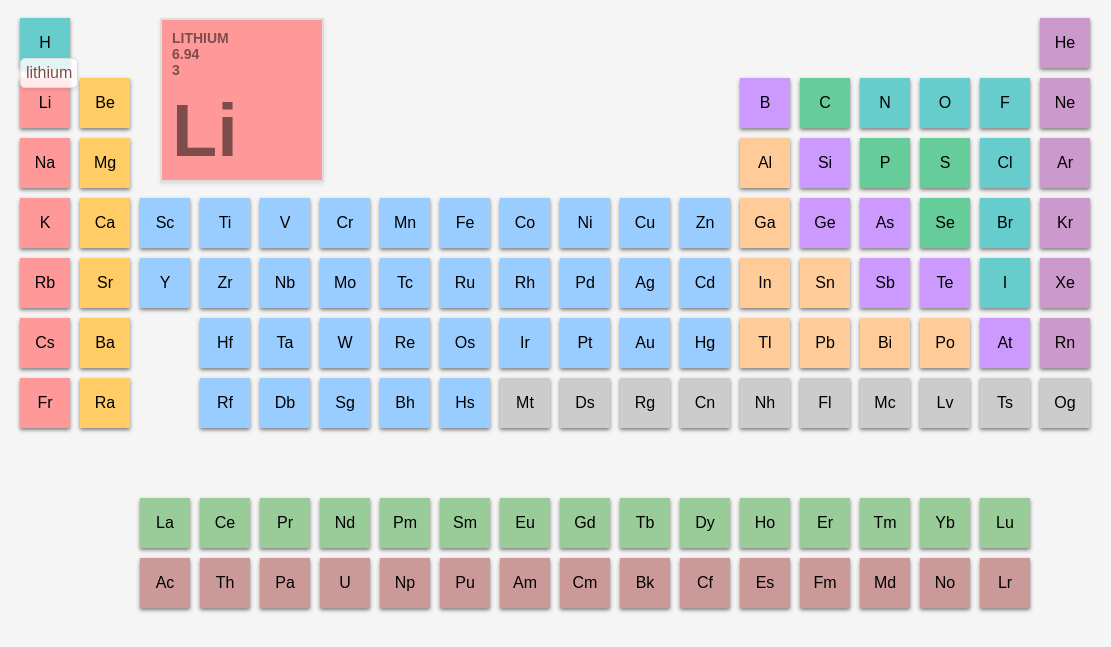 H He
lithium
LITHIUM
6.94
3
Li
Li Be B C N O F Ne
Na Mg Al Si P S Cl Ar
K Ca Sc Ti V Cr Mn Fe Co Ni Cu Zn Ga Ge As Se Br Kr
Rb Sr Y Zr Nb Mo Tc Ru Rh Pd Ag Cd In Sn Sb Te I Xe
Cs Ba Hf Ta W Re Os Ir Pt Au Hg Tl Pb Bi Po At Rn
Fr Ra Rf Db Sg Bh Hs Mt Ds Rg Cn Nh Fl Mc Lv Ts Og
La Ce Pr Nd Pm Sm Eu Gd Tb Dy Ho Er Tm Yb Lu
Ac Th Pa U Np Pu Am Cm Bk Cf Es Fm Md No Lr